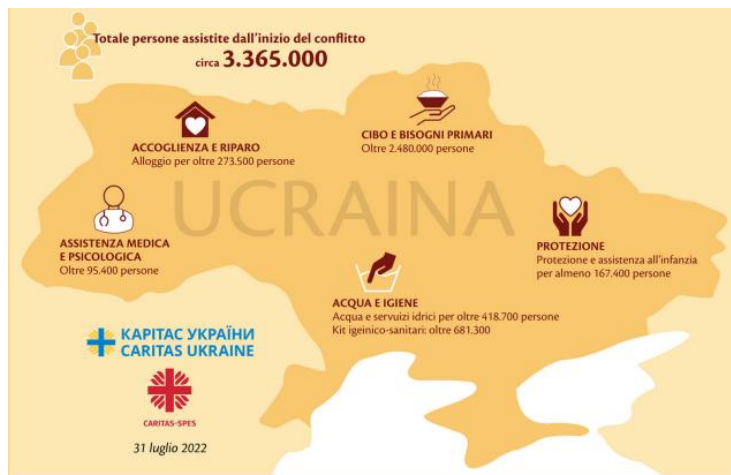 Totale persone assistite dall'inizio del conflitto
circa 3.365.000
ACCOGLIENZA E RIPARO
Alloggio per oltre 273.500 persone
CIBO E BISOGNI PRIMARI
Oltre 2.480.000 persone
UCRAINA
ASSISTENZA MEDICA
E PSICOLOGICA
Oltre 95.400 persone
PROTEZIONE
Protezione e assistenza all'infanzia
per almeno 167.400 persone
ACQUA E IGIENE
Acqua e servuizi idrici per oltre 418.700 persone
Kit igeinico-sanitari: oltre 681.300
КАРІТАС УКРАЇНИ
CARITAS UKRAINE
CARITAS-SPES
31 luglio 2022